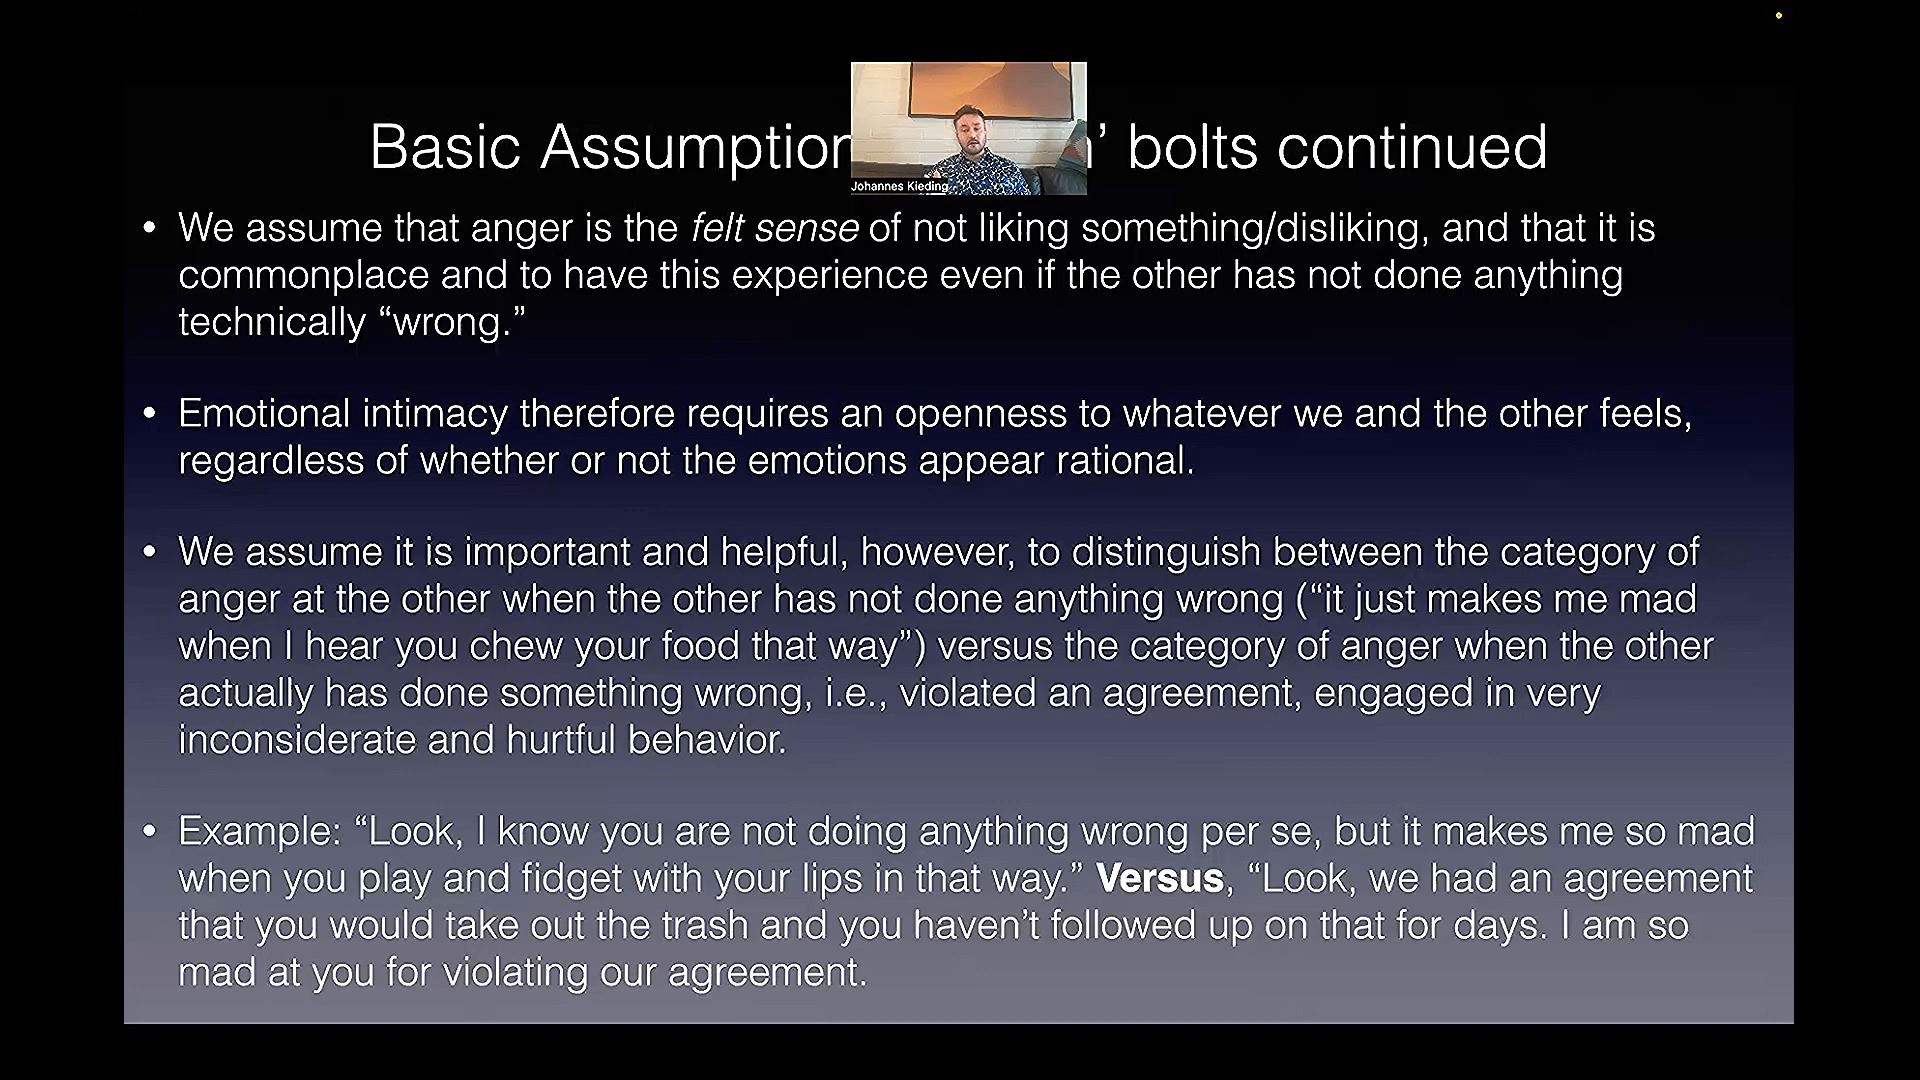 Basic Assumption ’ bolts continued
Johannes Kieding
• We assume that anger is the felt sense of not liking something/disliking, and that it is
commonplace and to have this experience even if the other has not done anything
technically “wrong.”
• Emotional intimacy therefore requires an openness to whatever we and the other feels,
regardless of whether or not the emotions appear rational.
• We assume it is important and helpful, however, to distinguish between the category of
anger at the other when the other has not done anything wrong (“it just makes me mad
when I hear you chew your food that way”) versus the category of anger when the other
actually has done something wrong, i.e., violated an agreement, engaged in very
inconsiderate and hurtful behavior.
• Example: “Look, I know you are not doing anything wrong per se, but it makes me so mad
when you play and fidget with your lips in that way.” Versus, “Look, we had an agreement
that you would take out the trash and you haven’t followed up on that for days. I am so
mad at you for violating our agreement.